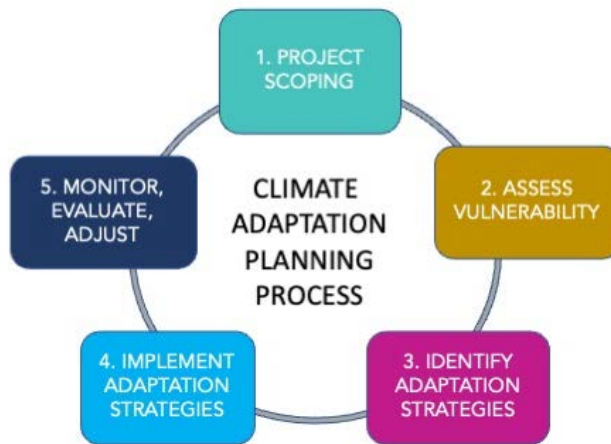 1. PROJECT
SCOPING
2. ASSESS
VULNERABILITY
3. IDENTIFY
ADAPTATION
STRATEGIES
4. IMPLEMENT
ADAPTATION
STRATEGIES
5. MONITOR,
EVALUATE,
ADJUST
CLIMATE
ADAPTATION
PLANNING
PROCESS